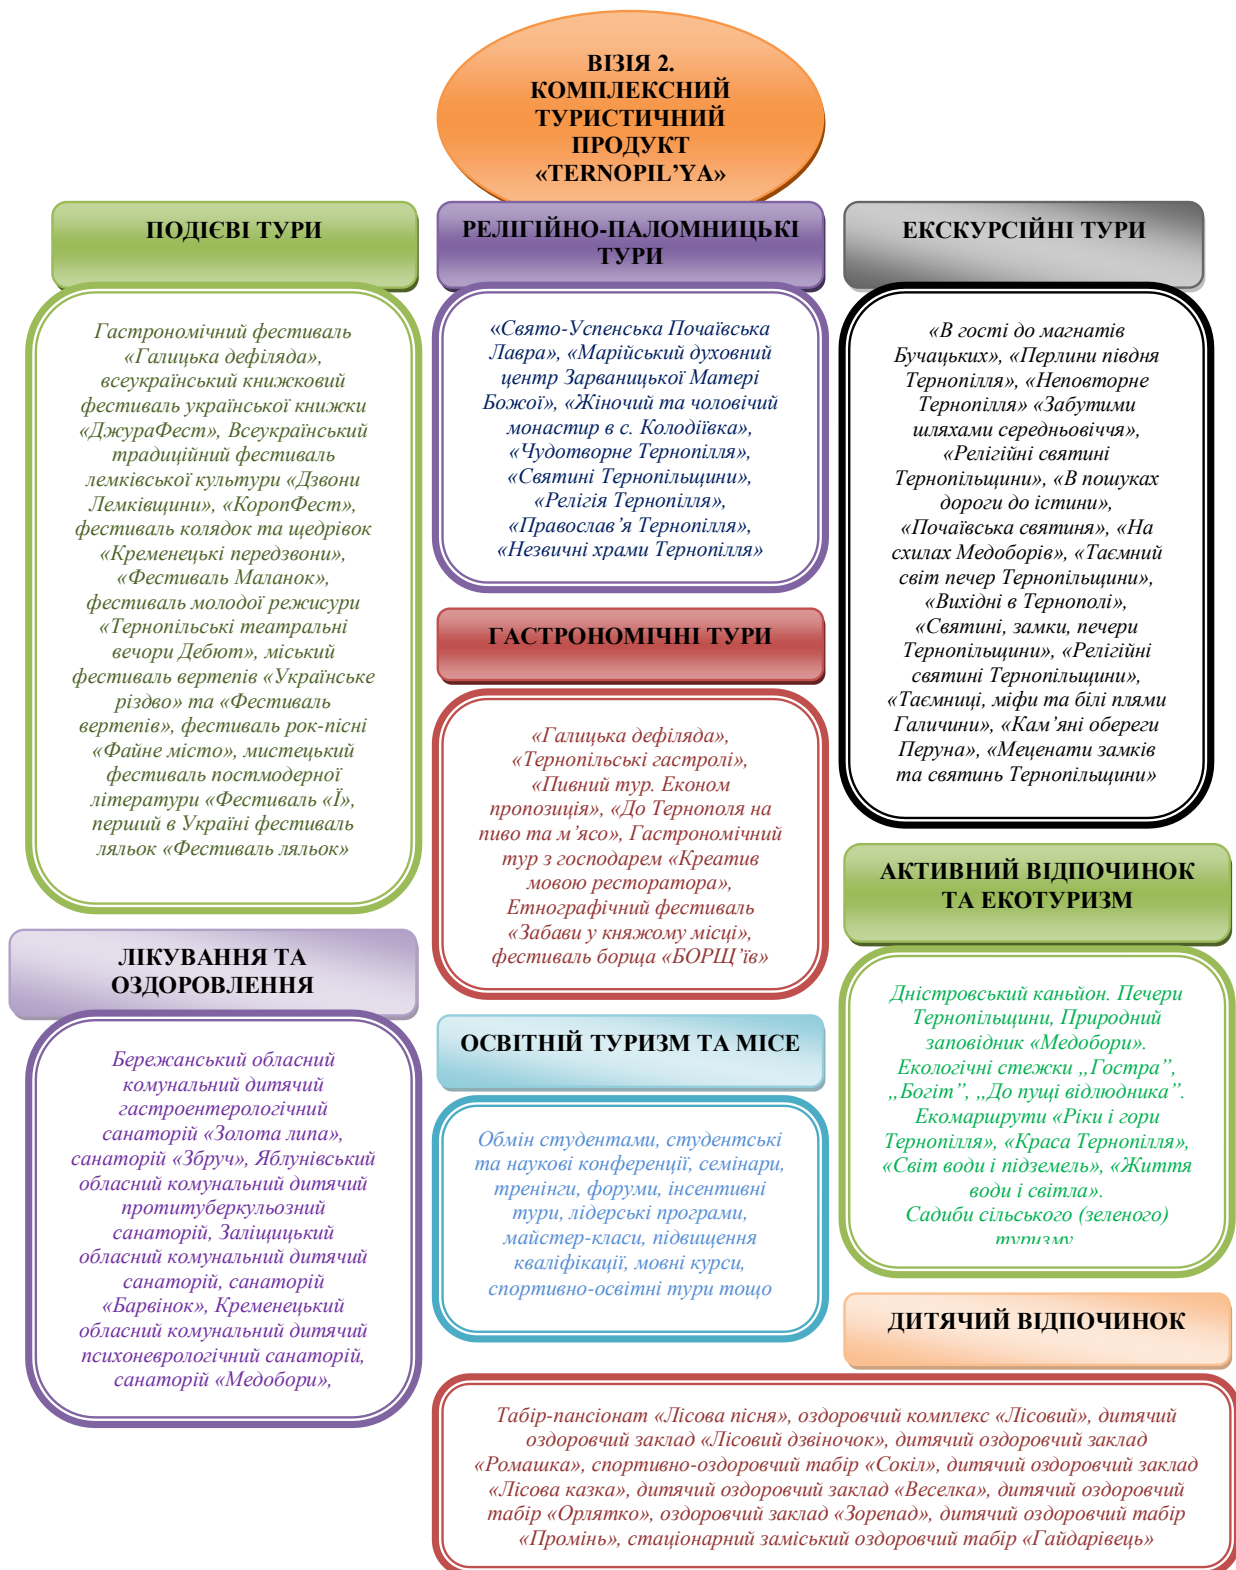 ВІЗІЯ 2.
КОМПЛЕКСНИЙ
ТУРИСТИЧНИЙ
ПРОДУКТ
«TERNOPIL’YA»
ПОДІЄВІ ТУРИ
Гастрономічний фестиваль
«Галицька дефіляда»,
всеукраїнський книжковий
фестиваль української книжки
«ДжураФест», Всеукраїнський
традиційний фестиваль
лемківської культури «Дзвони
Лемківщини», «КоропФест»,
фестиваль колядок та щедрівок
«Кременецькі передзвони»,
«Фестиваль Маланок»,
фестиваль молодої режисури
«Тернопільські театральні
вечори Дебют», міський
фестиваль вертепів «Українське
різдво» та «Фестиваль
вертепів», фестиваль рок-пісні
«Файне місто», мистецький
фестиваль постмодерної
літератури «Фестиваль «Ї»,
перший в Україні фестиваль
ляльок «Фестиваль ляльок»
ЛІКУВАННЯ ТА
ОЗДОРОВЛЕННЯ
Бережанський обласний
комунальний дитячий
гастроентерологічний
санаторій «Золота липа»,
санаторій «Збруч», Яблунівський
обласний комунальний дитячий
протитуберкульозний
санаторій, Заліщицький
обласний комунальний дитячий
санаторій, санаторій
«Барвінок», Кременецький
обласний комунальний дитячий
психоневрологічний санаторій,
санаторій «Медобори»,
РЕЛІГІЙНО-ПАЛОМНИЦЬКІ
ТУРИ
«Свято-Успенська Почаївська
Лавра», «Марійський духовний
центр Зарваницької Матері
Божої», «Жіночий та чоловічий
монастир в с. Колодіївка»,
«Чудотворне Тернопілля»,
«Святині Тернопільщини»,
«Релігія Тернопілля»,
«Православ’я Тернопілля»,
«Незвичні храми Тернопілля»
ГАСТРОНОМІЧНІ ТУРИ
«Галицька дефіляда»,
«Тернопільські гастролі»,
«Пивний тур. Економ
пропозиція», «До Тернополя на
пиво та м’ясо», Гастрономічний
тур з господарем «Креатив
мовою ресторатора»,
Етнографічний фестиваль
«Забави у княжому місці»,
фестиваль борща «БОРЩ’їв»
ОСВІТНІЙ ТУРИЗМ ТА МІСЕ
Обмін студентами, студентські
та наукові конференції, семінари,
тренінги, форуми, інсентивні
тури, лідерські програми,
майстер-класи, підвищення
кваліфікації, мовні курси,
спортивно-освітні тури тощо
ЕКСКУРСІЙНІ ТУРИ
«В гості до магнатів
Бучацьких», «Перлини півдня
Тернопілля», «Неповторне
Тернопілля» «Забутими
шляхами середньовіччя»,
«Релігійні святині
Тернопільщини», «В пошуках
дороги до істини»,
«Почаївська святиня», «На
схилах Медоборів», «Таємний
світ печер Тернопільщини»,
«Вихідні в Тернополі»,
«Святині, замки, печери
Тернопільщини», «Релігійні
святині Тернопільщини»,
«Таємниці, міфи та білі плями
Галичини», «Кам’яні обереги
Перуна», «Меценати замків
та святинь Тернопільщини»
АКТИВНИЙ ВІДПОЧИНОК
ТА ЕКОТУРИЗМ
Дністровський каньйон. Печери
Тернопільщини, Природний
заповідник «Медобори».
Екологічні стежки „Гостра”,
„Богіт”, „До пущі відлюдника”.
Екомаршрути «Ріки і гори
Тернопілля», «Краса Тернопілля»,
«Світ води і підземель», «Життя
води і світла».
Садиби сільського (зеленого)
туризму
ДИТЯЧИЙ ВІДПОЧИНОК
Табір-пансіонат «Лісова пісня», оздоровчий комплекс «Лісовий», дитячий
оздоровчий заклад «Лісовий дзвіночок», дитячий оздоровчий заклад
«Ромашка», спортивно-оздоровчий табір «Сокіл», дитячий оздоровчий заклад
«Лісова казка», дитячий оздоровчий заклад «Веселка», дитячий оздоровчий
табір «Орлятко», оздоровчий заклад «Зорепад», дитячий оздоровчий табір
«Промінь», стаціонарний заміський оздоровчий табір «Гайдарівець»